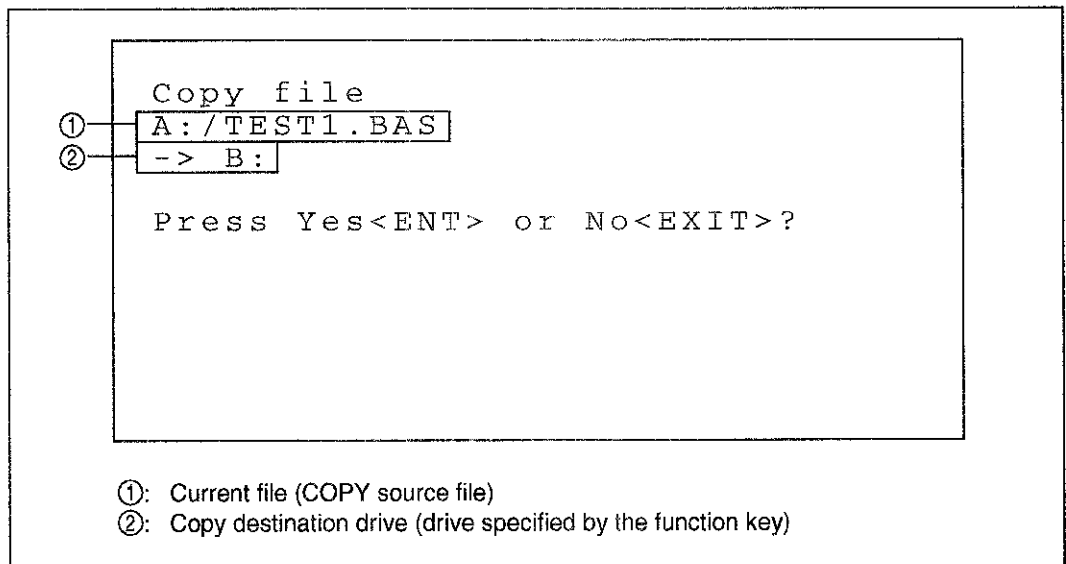 Copy file
① A:/TEST1.BAS
② -> B:
Press Yes<ENT> or No<EXIT>?
①: Current file (COPY source file)
②: Copy destination drive (drive specified by the function key)